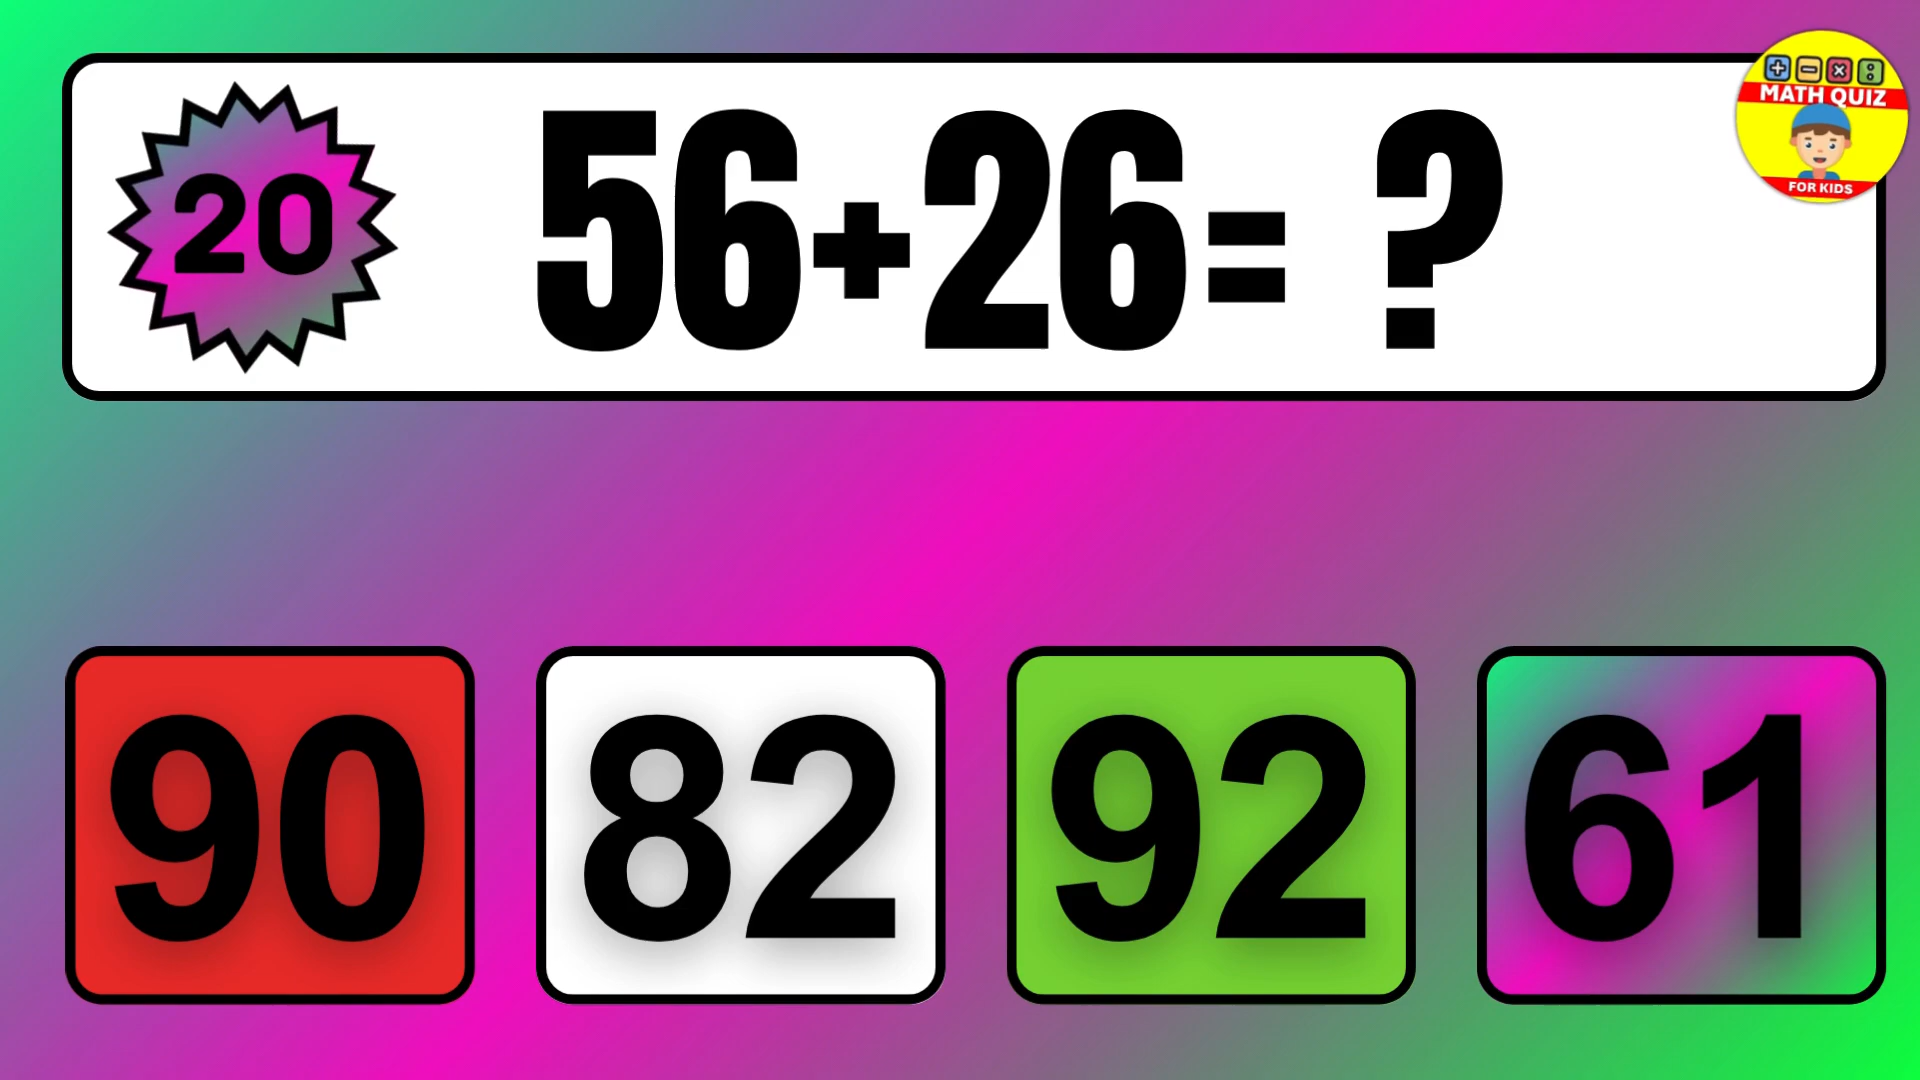 20
56+26= ?
+ − × :
MATH QUIZ
FOR KIDS
90
82
92
61